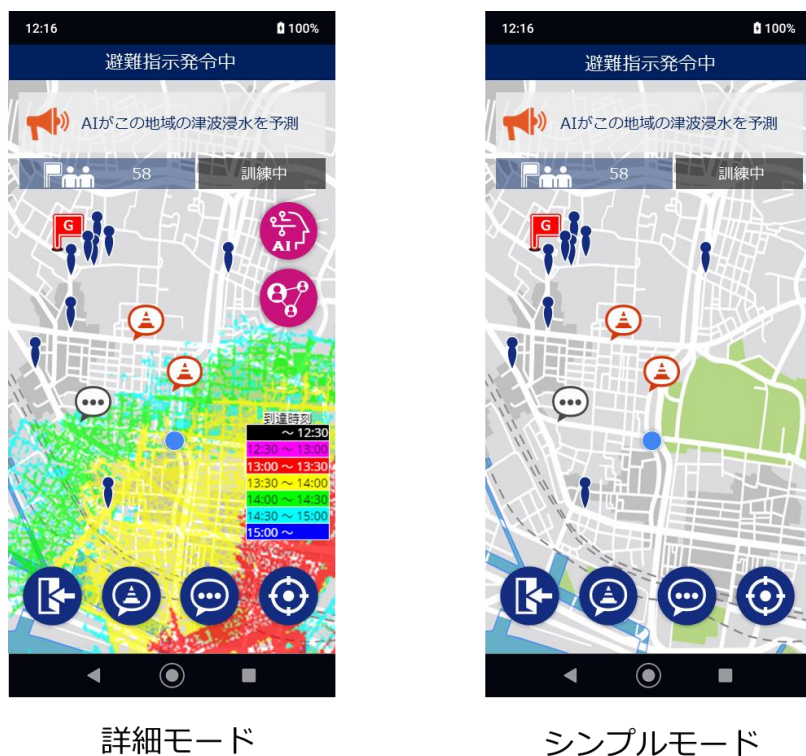 12:16
100%
避難指示発令中
AIがこの地域の津波浸水を予測
58
訓練中
G
AI
到達時刻
～ 12:30
12:30 ～ 13:00
13:00 ～ 13:30
13:30 ～ 14:00
14:00 ～ 14:30
14:30 ～ 15:00
15:00 ～
詳細モード
12:16
100%
避難指示発令中
AIがこの地域の津波浸水を予測
58
訓練中
G
シンプルモード